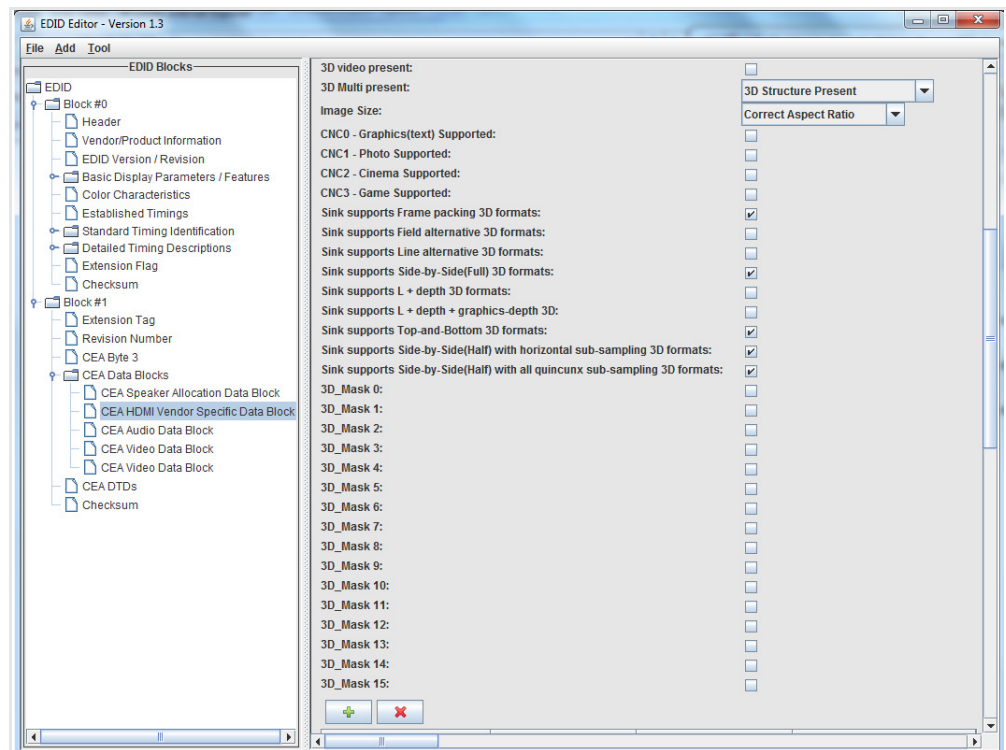 EDID Editor - Version 1.3
File Add Tool
EDID Blocks
EDID
Block #0
Header
Vendor/Product Information
EDID Version / Revision
Basic Display Parameters / Features
Color Characteristics
Established Timings
Standard Timing Identification
Detailed Timing Descriptions
Extension Flag
Checksum
Block #1
Extension Tag
Revision Number
CEA Byte 3
CEA Data Blocks
CEA Speaker Allocation Data Block
CEA HDMI Vendor Specific Data Block
CEA Audio Data Block
CEA Video Data Block
CEA Video Data Block
CEA DTDs
Checksum
3D video present:
3D Multi present: 3D Structure Present
Image Size: Correct Aspect Ratio
CNC0 - Graphics(text) Supported:
CNC1 - Photo Supported:
CNC2 - Cinema Supported:
CNC3 - Game Supported:
Sink supports Frame packing 3D formats:
Sink supports Field alternative 3D formats:
Sink supports Line alternative 3D formats:
Sink supports Side-by-Side(Full) 3D formats:
Sink supports L + depth 3D formats:
Sink supports L + depth + graphics-depth 3D:
Sink supports Top-and-Bottom 3D formats:
Sink supports Side-by-Side(Half) with horizontal sub-sampling 3D formats:
Sink supports Side-by-Side(Half) with all quincunx sub-sampling 3D formats:
3D_Mask 0:
3D_Mask 1:
3D_Mask 2:
3D_Mask 3:
3D_Mask 4:
3D_Mask 5:
3D_Mask 6:
3D_Mask 7:
3D_Mask 8:
3D_Mask 9:
3D_Mask 10:
3D_Mask 11:
3D_Mask 12:
3D_Mask 13:
3D_Mask 14:
3D_Mask 15: